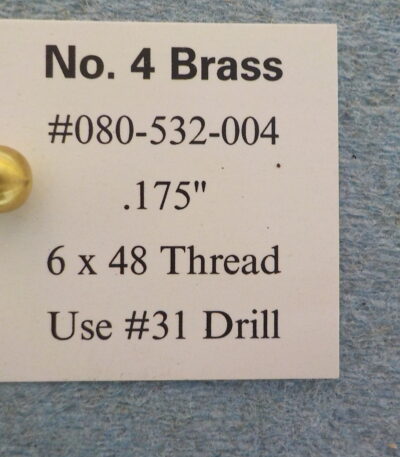 No. 4 Brass
#080-532-004
.175"
6 x 48 Thread
Use #31 Drill